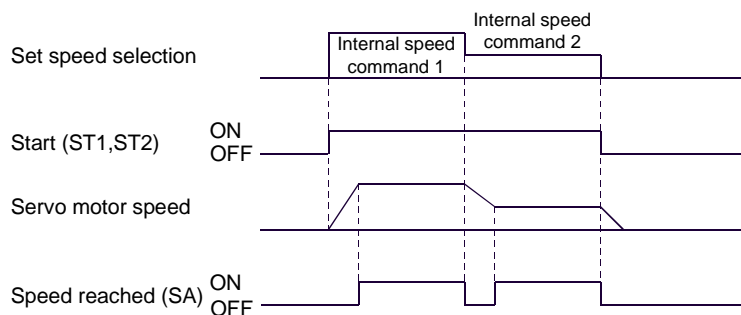 Internal speed
command 1
Internal speed
command 2
Set speed selection
Start (ST1,ST2)
ON
OFF
Servo motor speed
Speed reached (SA)
ON
OFF